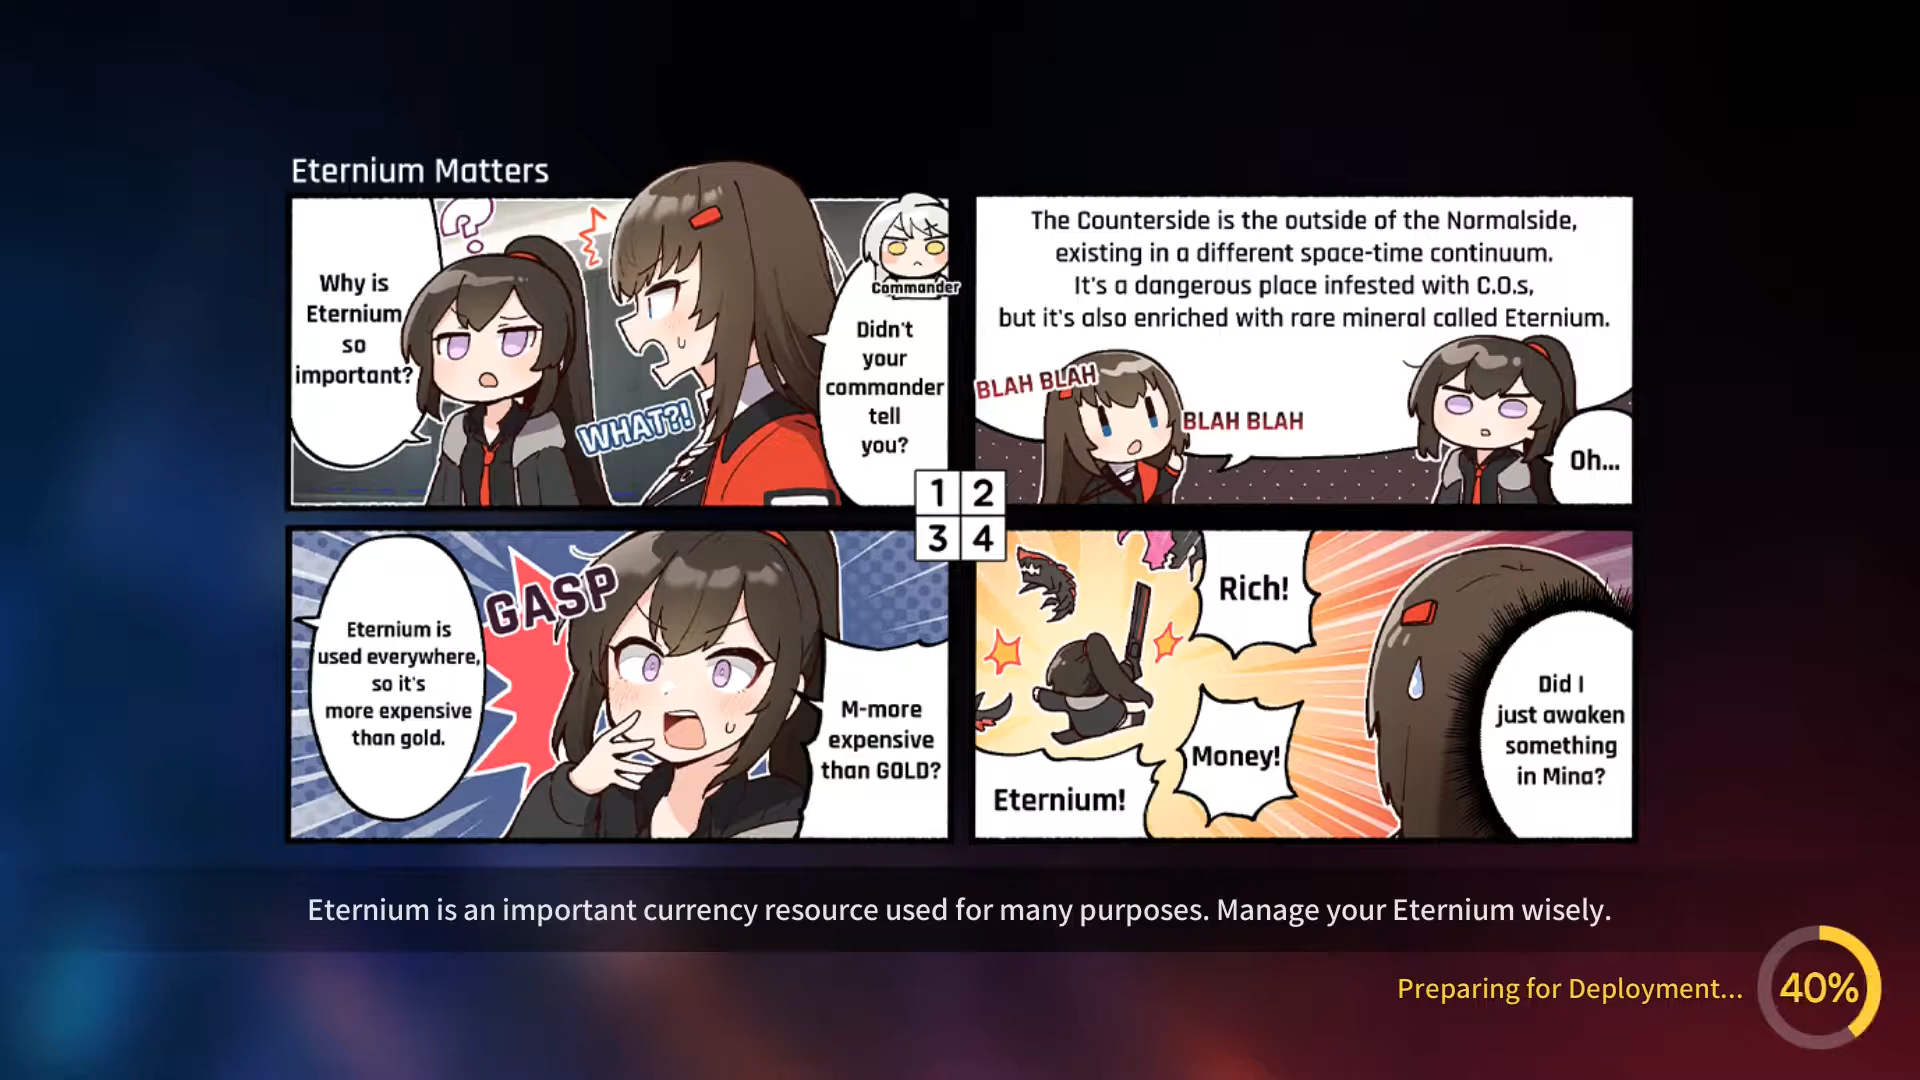 Eternium Matters
Why is
Eternium
so
important?
WHAT?!
Commander
Didn't
your
commander
tell
you?
The Counterside is the outside of the Normalside,
existing in a different space-time continuum.
It's a dangerous place infested with C.O.s,
but it's also enriched with rare mineral called Eternium.
BLAH BLAH
BLAH BLAH
Oh...
1 2
3 4
Eternium is
used everywhere,
so it's
more expensive
than gold.
GASP
M-more
expensive
than GOLD?
Rich!
Money!
Eternium!
Did I
just awaken
something
in Mina?
Eternium is an important currency resource used for many purposes. Manage your Eternium wisely.
Preparing for Deployment...
40%